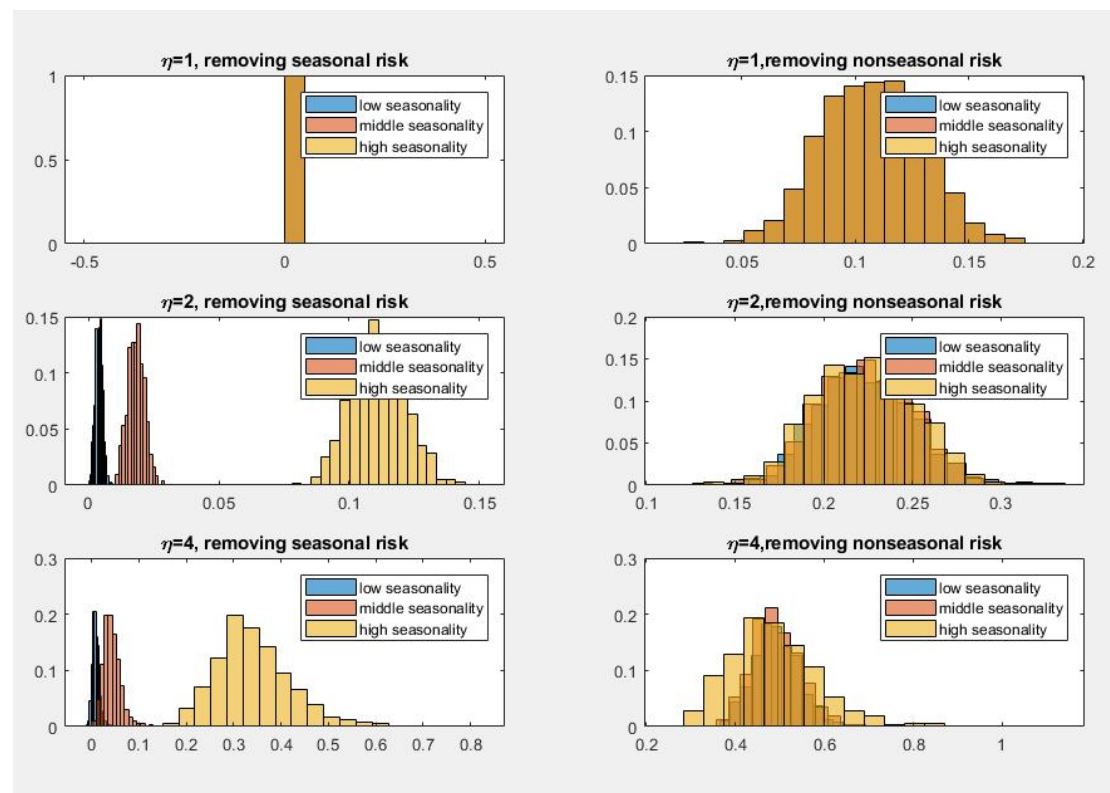 η=1, removing seasonal risk
1
0.5
0
-0.5 0 0.5
low seasonality
middle seasonality
high seasonality
η=1,removing nonseasonal risk
0.15
0.1
0.05
0
0.05 0.1 0.15 0.2
low seasonality
middle seasonality
high seasonality
η=2, removing seasonal risk
0.15
0.1
0.05
0
0 0.05 0.1 0.15
low seasonality
middle seasonality
high seasonality
η=2,removing nonseasonal risk
0.2
0.15
0.1
0.05
0
0.1 0.15 0.2 0.25 0.3
low seasonality
middle seasonality
high seasonality
η=4, removing seasonal risk
0.3
0.2
0.1
0
0 0.1 0.2 0.3 0.4 0.5 0.6 0.7 0.8
low seasonality
middle seasonality
high seasonality
η=4,removing nonseasonal risk
0.3
0.2
0.1
0
0.2 0.4 0.6 0.8 1
low seasonality
middle seasonality
high seasonality